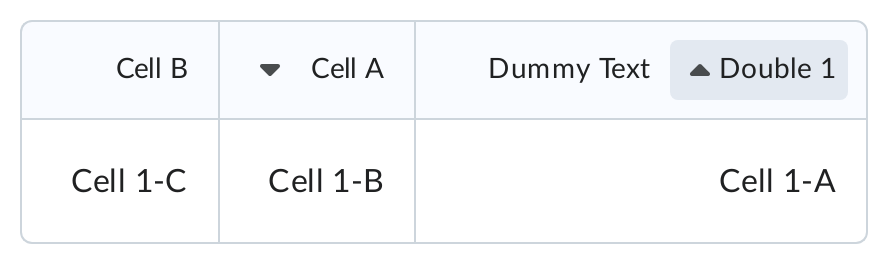 Cell B
Cell A
Dummy Text
Double 1
Cell 1-C
Cell 1-B
Cell 1-A